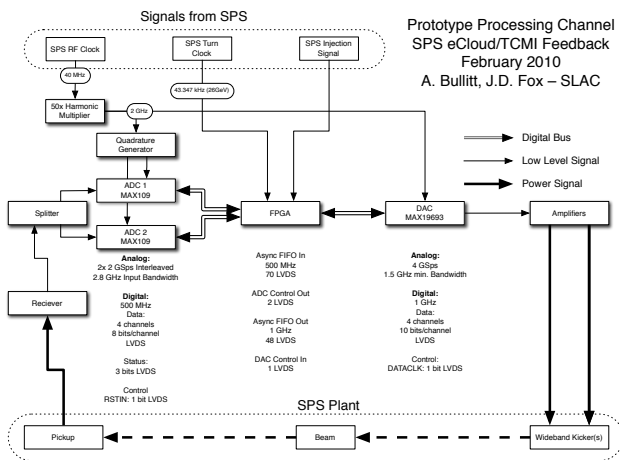 Signals from SPS
Prototype Processing Channel
SPS eCloud/TCMI Feedback
February 2010
A. Bullitt, J.D. Fox – SLAC
SPS RF Clock
SPS Turn
Clock
SPS Injection
Signal
40 MHz
43.347 kHz (26GeV)
50x Harmonic
Multiplier
2 GHz
Quadrature
Generator
Digital Bus
Low Level Signal
Power Signal
ADC 1
MAX109
Splitter
ADC 2
MAX109
FPGA
DAC
MAX19693
Amplifiers
Analog:
2x 2 GSps Interleaved
2.8 GHz Input Bandwidth
Digital:
500 MHz
Data:
4 channels
8 bits/channel
LVDS
Status:
3 bits LVDS
Control
RSTIN: 1 bit LVDS
Async FIFO In
500 MHz
70 LVDS
ADC Control Out
2 LVDS
Async FIFO Out
1 GHz
48 LVDS
DAC Control In
1 LVDS
Analog:
4 GSps
1.5 GHz min. Bandwidth
Digital:
1 GHz
Data:
4 channels
10 bits/channel
LVDS
Control:
DATACLK: 1 bit LVDS
Reciever
SPS Plant
Pickup
Beam
Wideband Kicker(s)